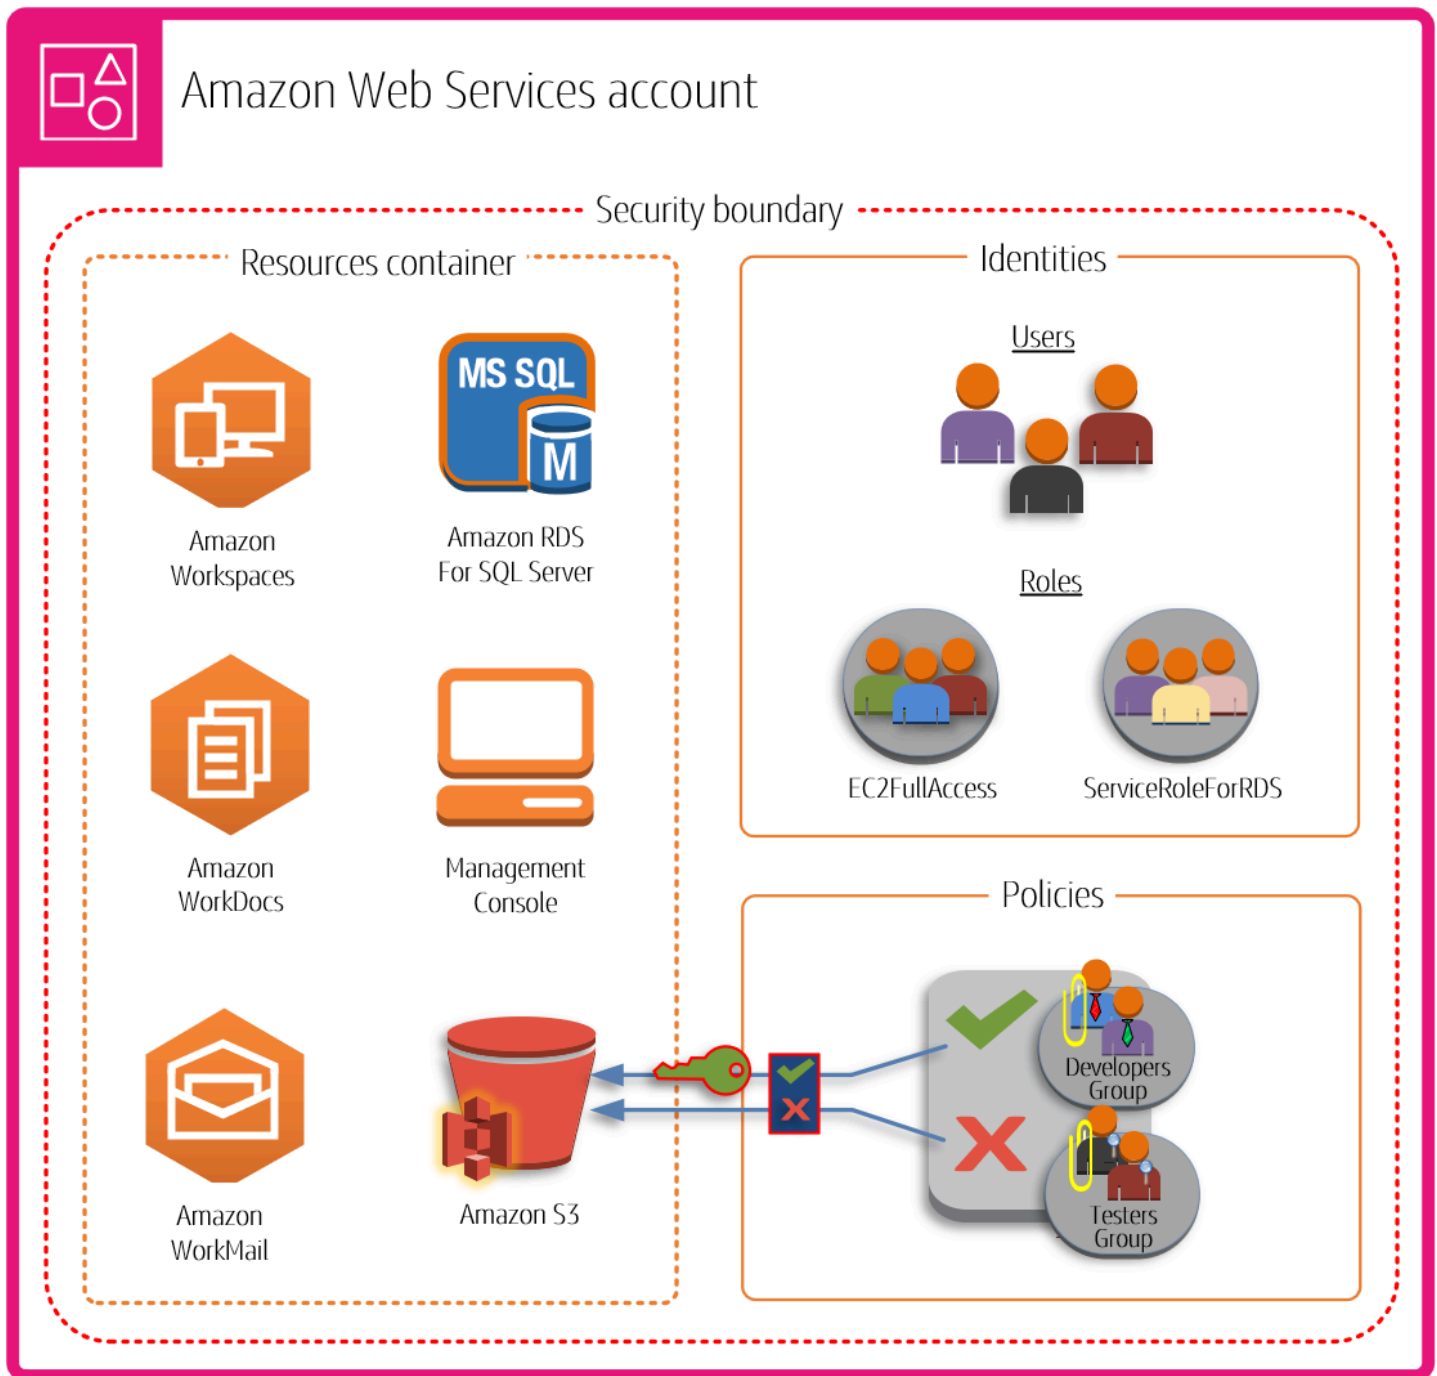 Amazon Web Services account
Security boundary
Resources container
Identities
Users
MS SQL
M
Amazon
Workspaces
Amazon RDS
For SQL Server
Roles
EC2FullAccess
ServiceRoleForRDS
Amazon
WorkDocs
Management
Console
Policies
Developers
Group
Testers
Group
Amazon
WorkMail
Amazon S3